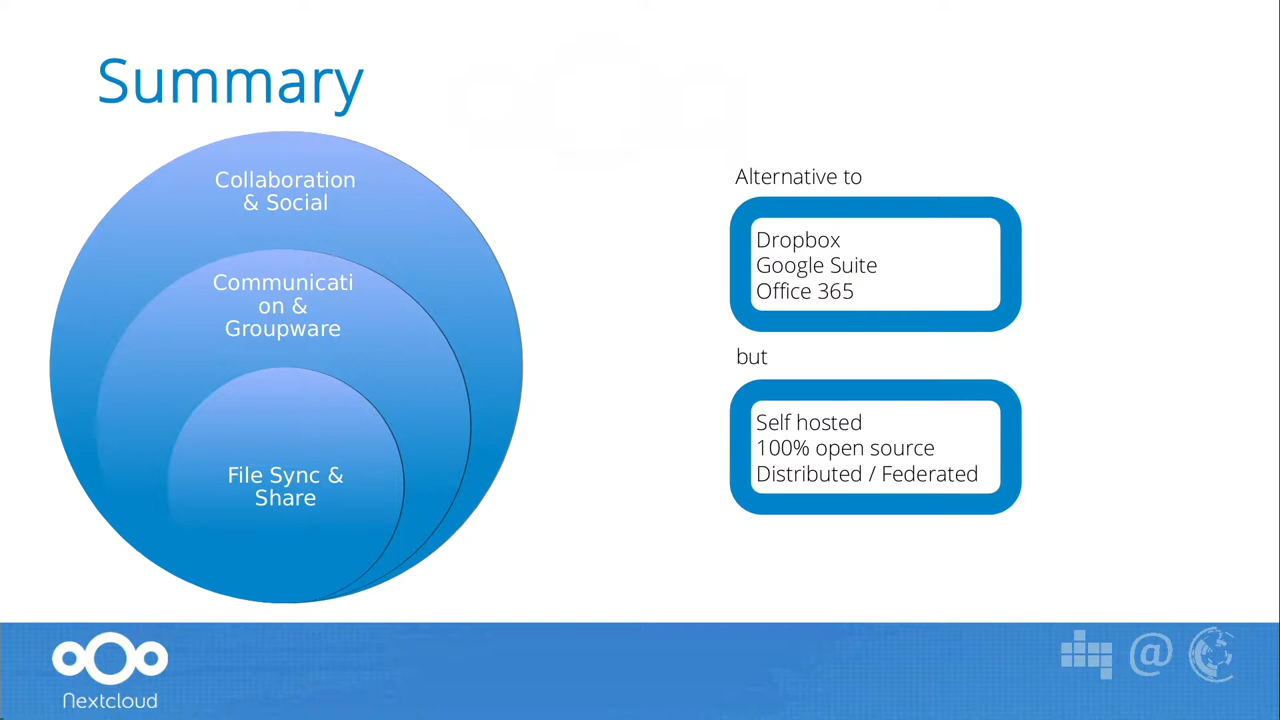 Summary
Collaboration
& Social
Communicati
on &
Groupware
File Sync &
Share
Alternative to
Dropbox
Google Suite
Office 365
but
Self hosted
100% open source
Distributed / Federated
Nextcloud
@